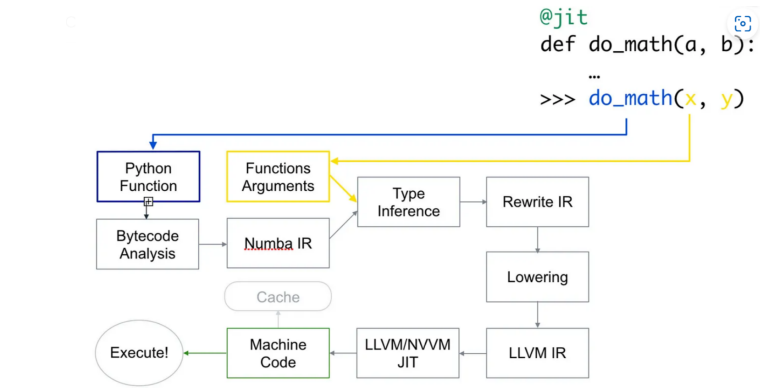 @jit
def do_math(a, b):
…
>>> do_math(x, y)
Python
Function
Functions
Arguments
Type
Inference
Rewrite IR
Bytecode
Analysis
Numba IR
Lowering
Cache
Execute!
Machine
Code
LLVM/NVVM
JIT
LLVM IR